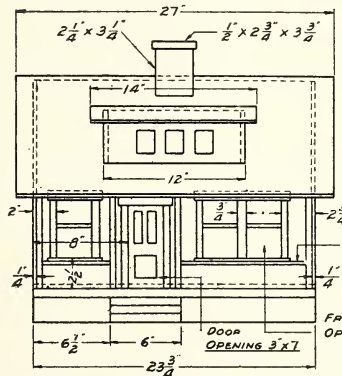 27"
2 1/4" x 3 1/4"
1/2" x 2 3/4" x 3 3/4"
14"
12"
2"
3/4"
2 3/4"
8"
2 1/2"
1/4"
1/4"
DOOR
OPENING 3" x 7
FR
OP
6 1/2"
6"
23 3/4"